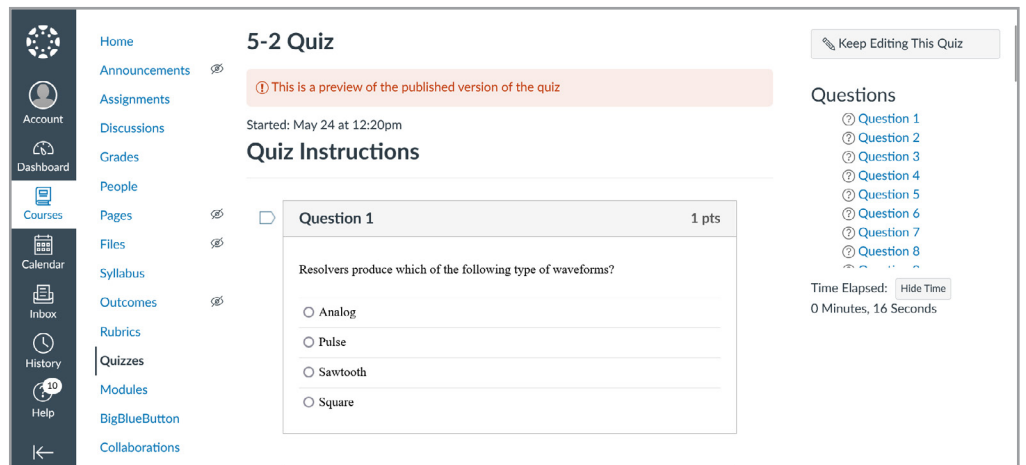 Account
Dashboard
Courses
Calendar
Inbox
History
10
Help
Home
Announcements
Assignments
Discussions
Grades
People
Pages
Files
Syllabus
Outcomes
Rubrics
Quizzes
Modules
BigBlueButton
Collaborations
5-2 Quiz
This is a preview of the published version of the quiz
Started: May 24 at 12:20pm
Quiz Instructions
Question 1 1 pts
Resolvers produce which of the following type of waveforms?
Analog
Pulse
Sawtooth
Square
Keep Editing This Quiz
Questions
Question 1
Question 2
Question 3
Question 4
Question 5
Question 6
Question 7
Question 8
Time Elapsed: Hide Time
0 Minutes, 16 Seconds